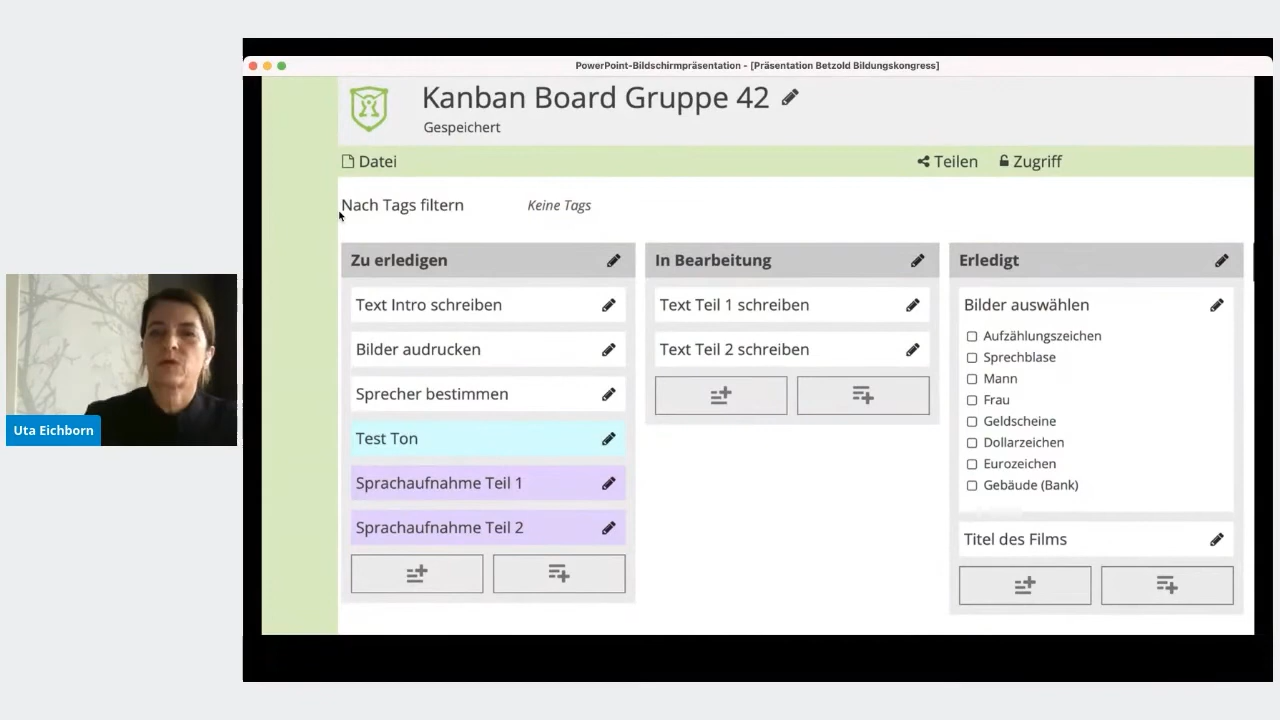 PowerPoint-Bildschirmpräsentation - [Präsentation Betzold Bildungskongress]
Kanban Board Gruppe 42
Gespeichert
Datei
Teilen
Zugriff
Nach Tags filtern
Keine Tags
Zu erledigen
Text Intro schreiben
Bilder audrucken
Sprecher bestimmen
Test Ton
Sprachaufnahme Teil 1
Sprachaufnahme Teil 2
In Bearbeitung
Text Teil 1 schreiben
Text Teil 2 schreiben
Erledigt
Bilder auswählen
Aufzählungszeichen
Sprechblase
Mann
Frau
Geldscheine
Dollarzeichen
Eurozeichen
Gebäude (Bank)
Titel des Films
Uta Eichborn